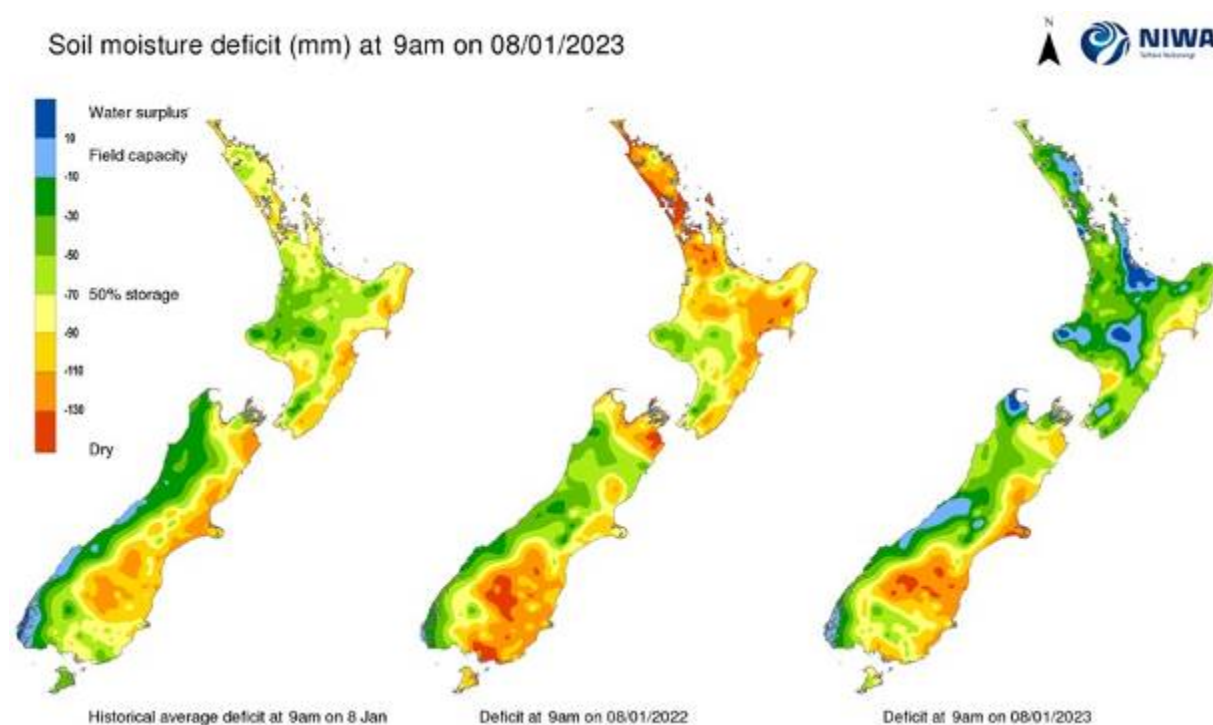 Soil moisture deficit (mm) at 9am on 08/01/2023
N
NIWA
Water surplus
10
Field capacity
-10
-30
-50
-70
50% storage
-90
-110
-130
Dry
Historical average deficit at 9am on 8 Jan
Deficit at 9am on 08/01/2022
Deficit at 9am on 08/01/2023